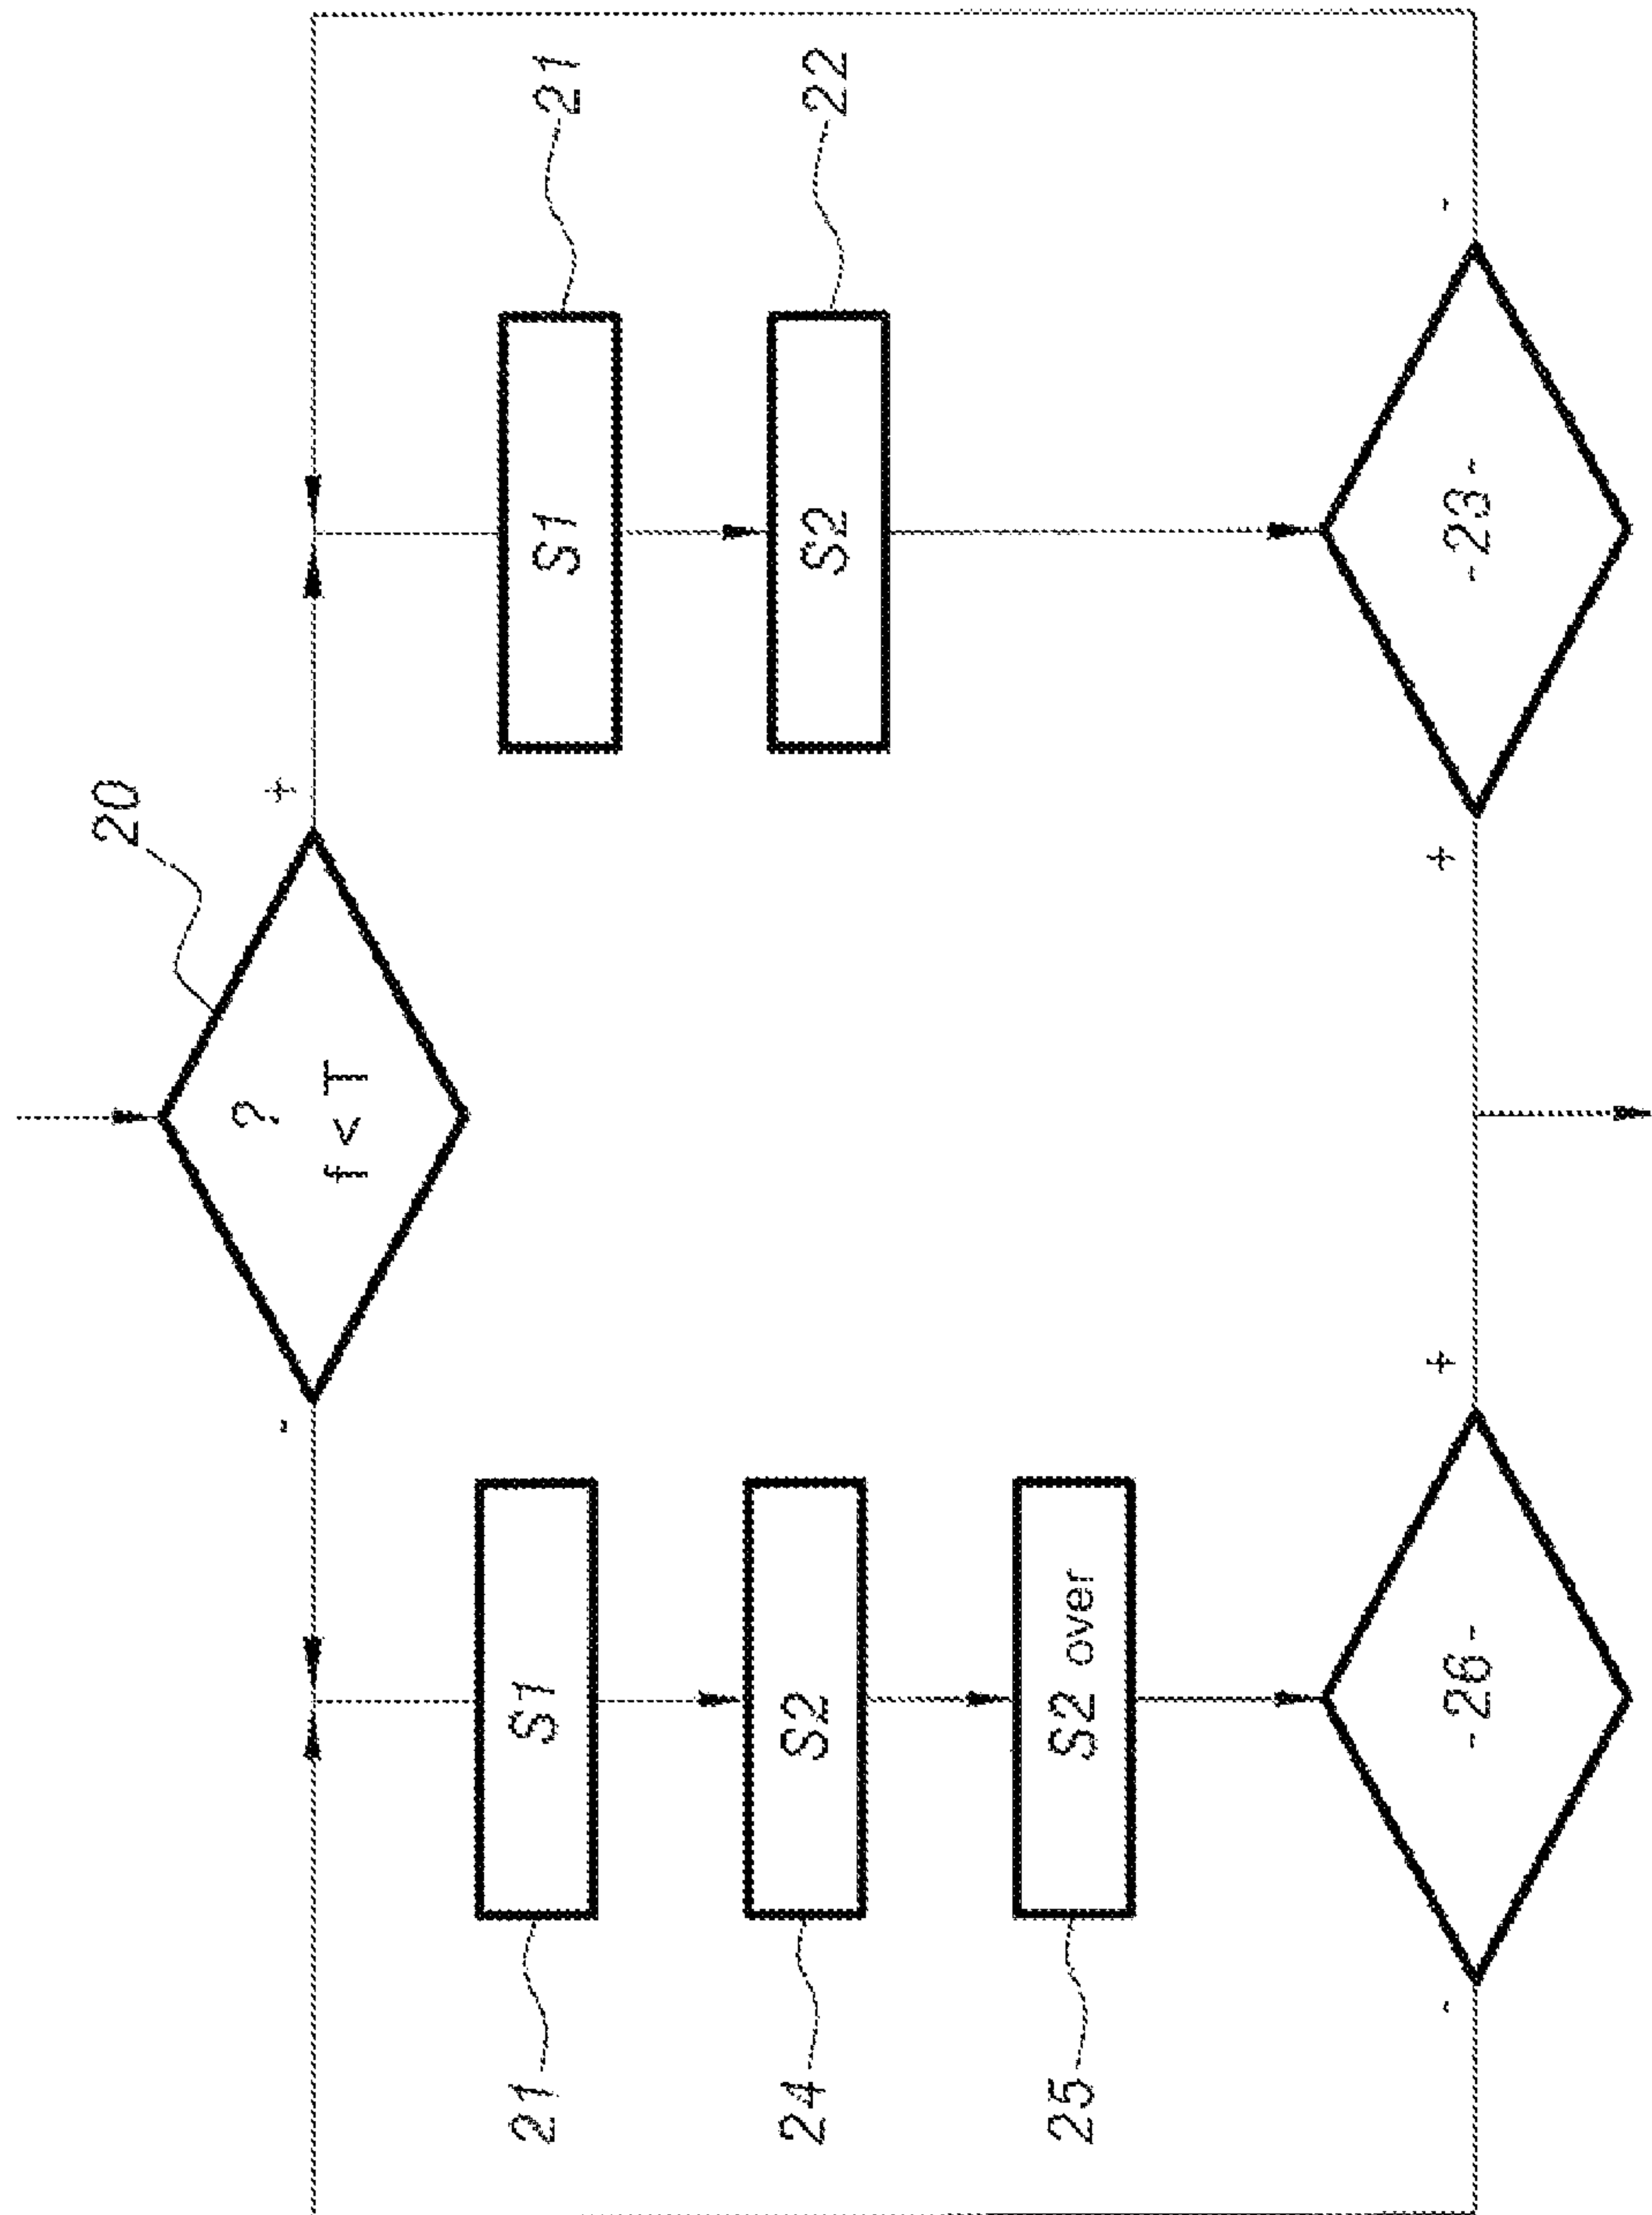 20
?
- +
f < T
21 S1 S1 21
24 S2 S2 22
25 S2 over
- + + -
-26- -23-